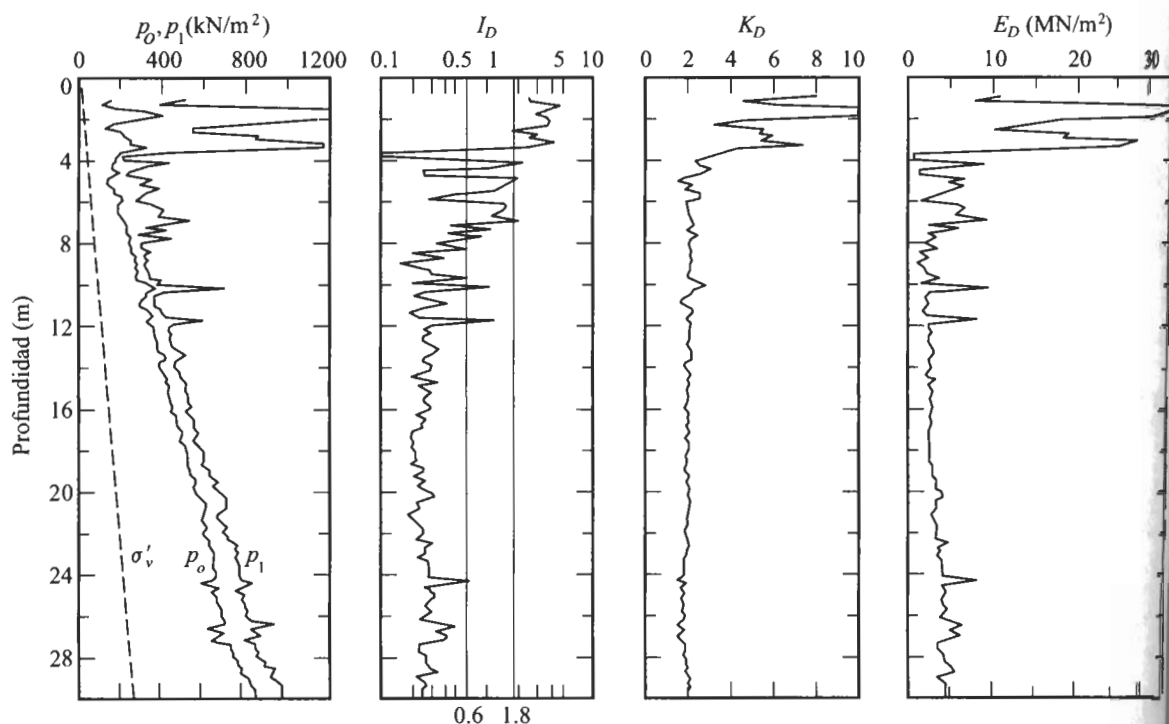 p_o, p_1 (kN/m²)
0 400 800 1200
I_D
0.1 0.5 1 5 10
K_D
0 2 4 6 8 10
E_D (MN/m²)
0 10 20 30
Profundidad (m)
0
4
8
12
16
20
24
28
σ'_v
p_o
p_1
0.6 1.8